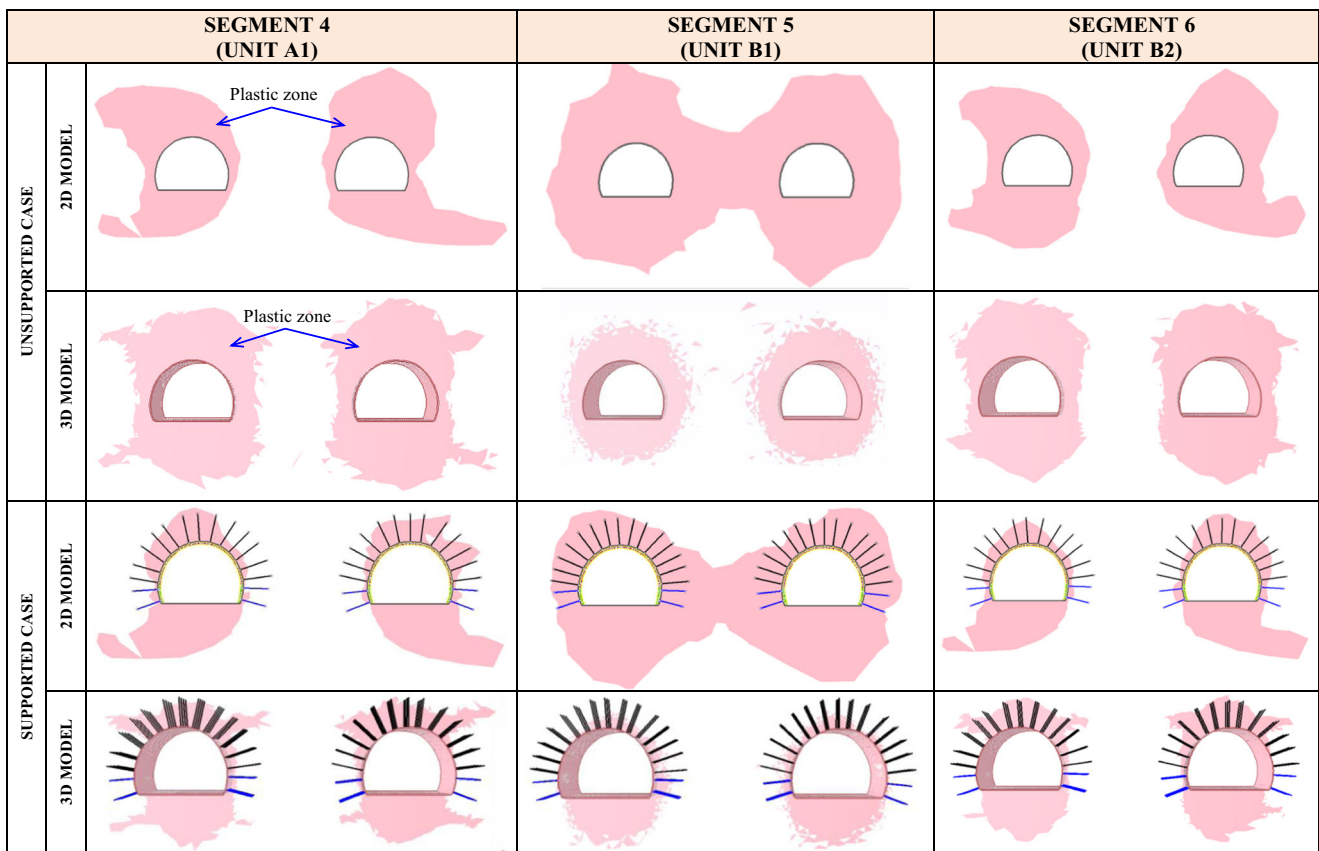 SEGMENT 4
(UNIT A1)
SEGMENT 5
(UNIT B1)
SEGMENT 6
(UNIT B2)
UNSUPPORTED CASE
2D MODEL
Plastic zone
3D MODEL
Plastic zone
SUPPORTED CASE
2D MODEL
3D MODEL